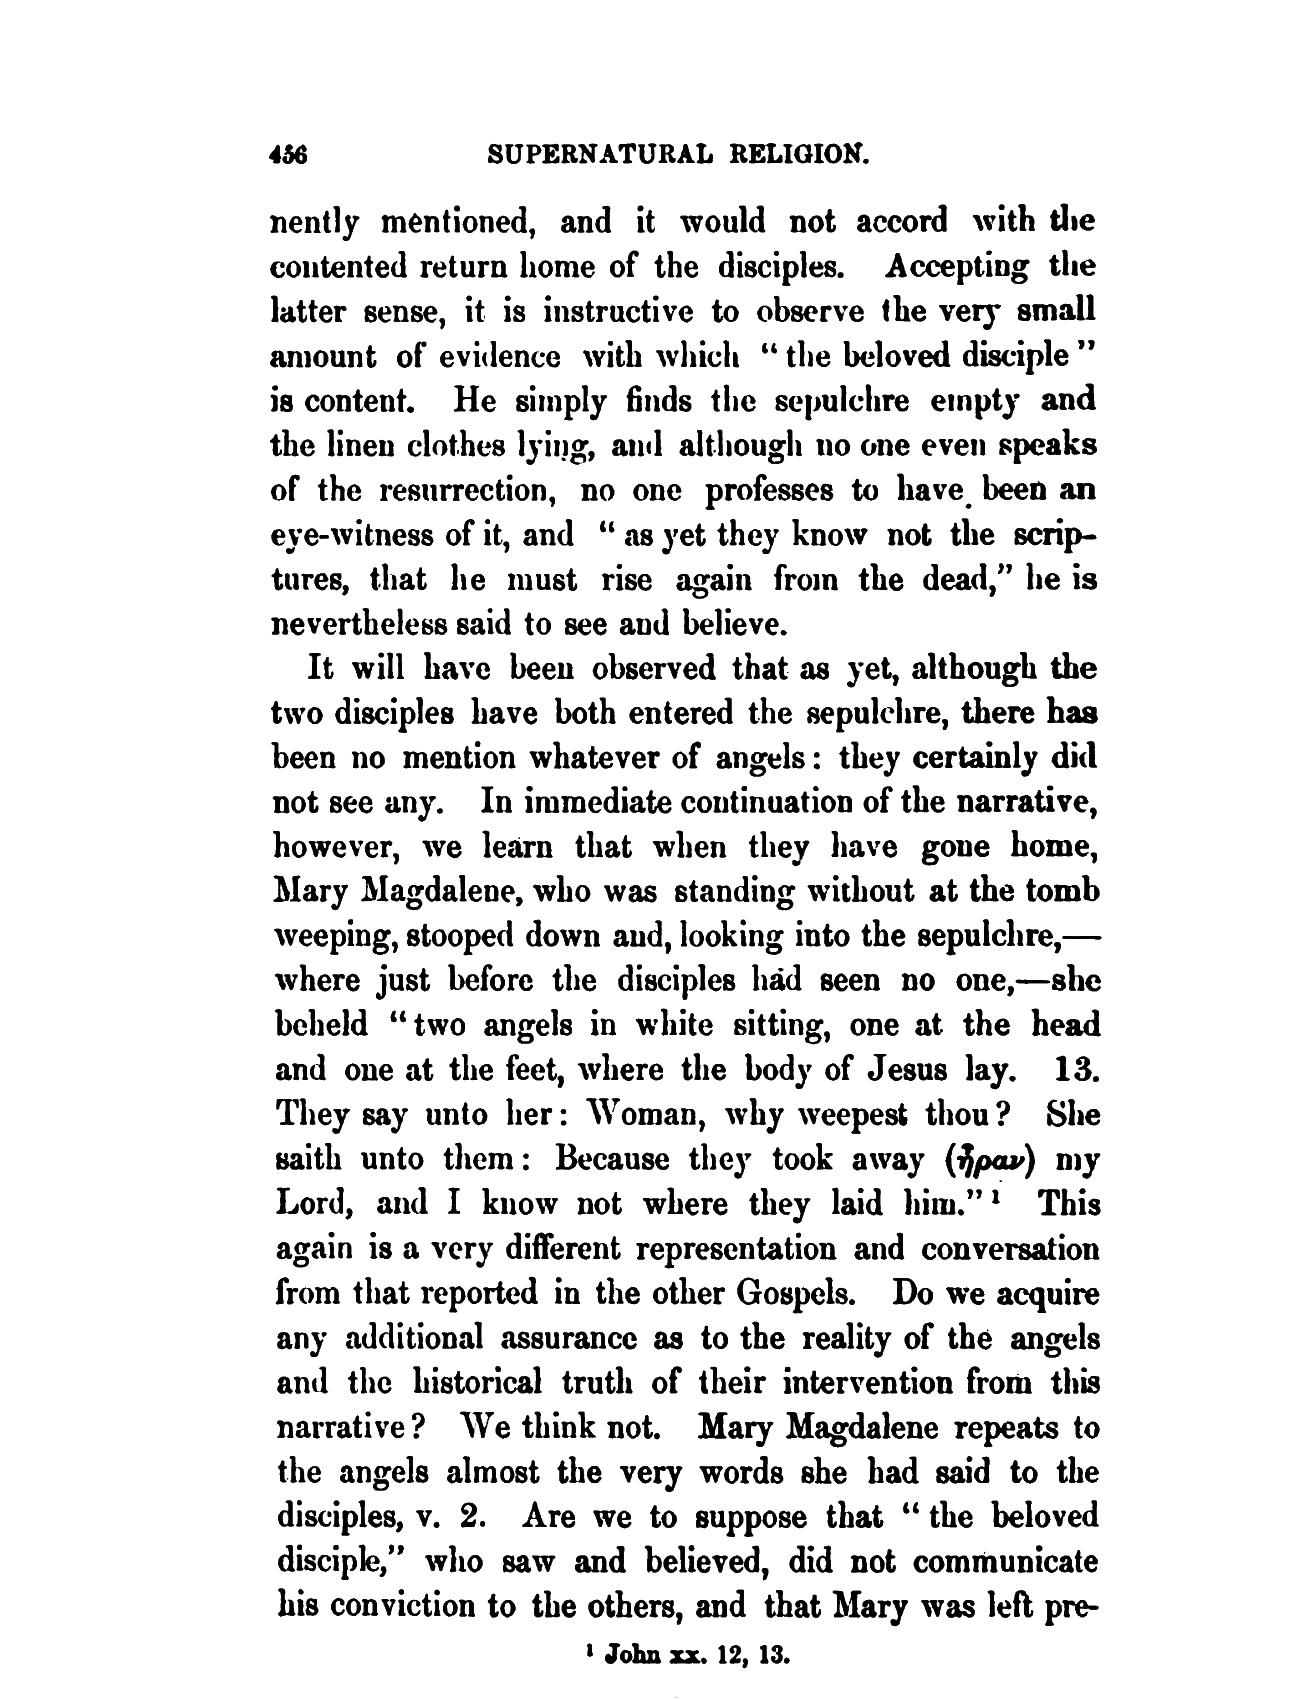 456 SUPERNATURAL RELIGION.
nently mentioned, and it would not accord with the
contented return home of the disciples. Accepting the
latter sense, it is instructive to observe the very small
amount of evidence with which “the beloved disciple”
is content. He simply finds the sepulchre empty and
the linen clothes lying, and although no one even speaks
of the resurrection, no one professes to have been an
eye-witness of it, and “as yet they know not the scrip-
tures, that he must rise again from the dead,” he is
nevertheless said to see and believe.
It will have been observed that as yet, although the
two disciples have both entered the sepulchre, there has
been no mention whatever of angels: they certainly did
not see any. In immediate continuation of the narrative,
however, we learn that when they have gone home,
Mary Magdalene, who was standing without at the tomb
weeping, stooped down and, looking into the sepulchre,—
where just before the disciples had seen no one,—she
beheld “two angels in white sitting, one at the head
and one at the feet, where the body of Jesus lay. 13.
They say unto her: Woman, why weepest thou? She
saith unto them: Because they took away (ἦραν) my
Lord, and I know not where they laid him.”¹ This
again is a very different representation and conversation
from that reported in the other Gospels. Do we acquire
any additional assurance as to the reality of the angels
and the historical truth of their intervention from this
narrative? We think not. Mary Magdalene repeats to
the angels almost the very words she had said to the
disciples, v. 2. Are we to suppose that “the beloved
disciple,” who saw and believed, did not communicate
his conviction to the others, and that Mary was left pre-
¹ John xx. 12, 13.